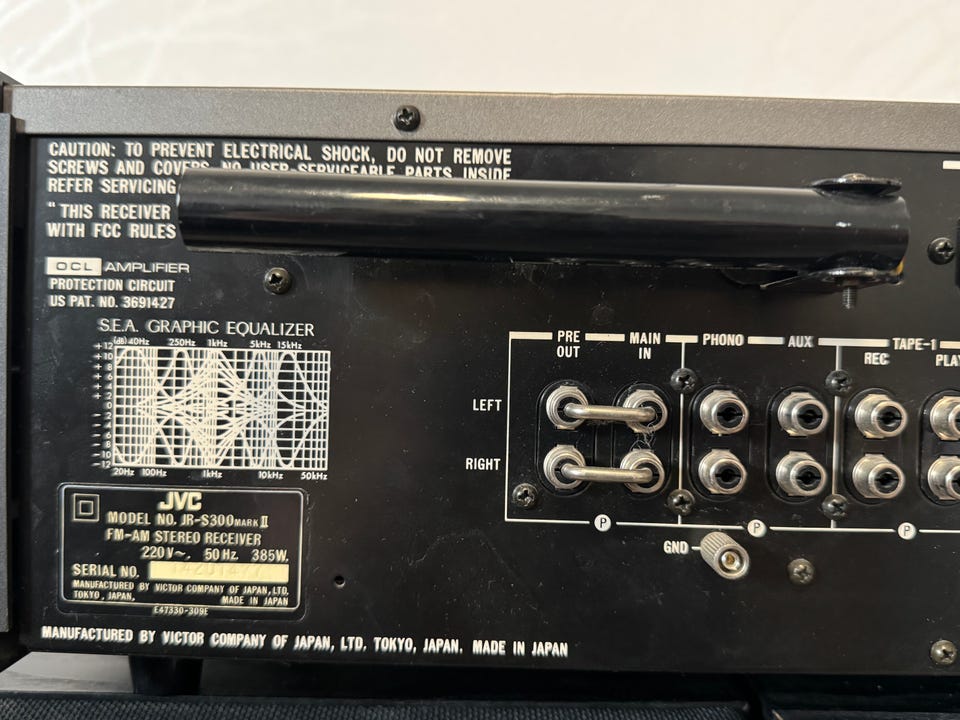 CAUTION: TO PREVENT ELECTRICAL SHOCK, DO NOT REMOVE
SCREWS AND COVERS. NO USER-SERVICEABLE PARTS INSIDE
REFER SERVICING
"THIS RECEIVER
WITH FCC RULES
OCL AMPLIFIER
PROTECTION CIRCUIT
US PAT. NO. 3691427
S.E.A. GRAPHIC EQUALIZER
(dB) 40Hz 250Hz 1kHz 5kHz 15kHz
+12
+10
+8
+6
+4
+2
0
-2
-4
-6
-8
-10
-12
20Hz 100Hz 1kHz 10kHz 50kHz
JVC
MODEL NO. JR-S300 MARK II
FM-AM STEREO RECEIVER
220V~, 50Hz, 385W
SERIAL NO.
MANUFACTURED BY VICTOR COMPANY OF JAPAN, LTD.
TOKYO, JAPAN. MADE IN JAPAN
E47330-309E
MANUFACTURED BY VICTOR COMPANY OF JAPAN, LTD, TOKYO, JAPAN. MADE IN JAPAN
PRE OUT
MAIN IN
PHONO
AUX
TAPE-1
REC
PLA
LEFT
RIGHT
P
P
P
GND